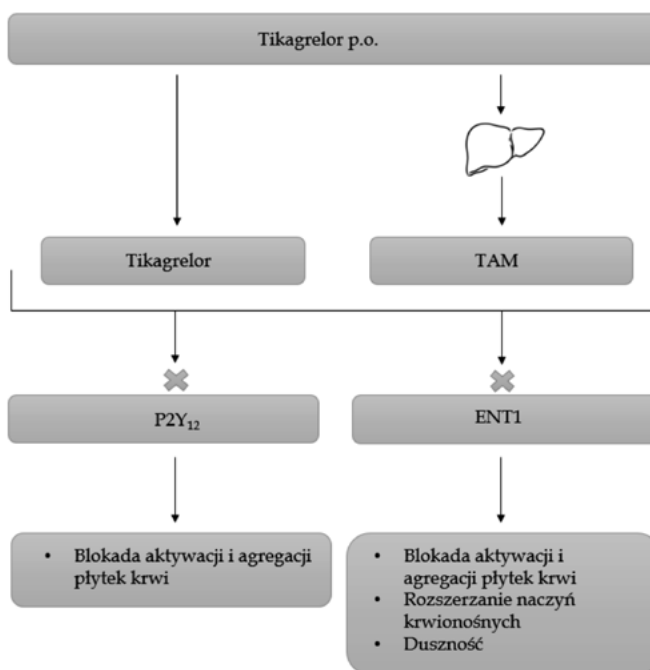 Tikagrelor p.o.
Tikagrelor
TAM
P2Y₁₂
ENT1
• Blokada aktywacji i agregacji
płytek krwi
• Blokada aktywacji i
agregacji płytek krwi
• Rozszerzanie naczyń
krwionośnych
• Duszność